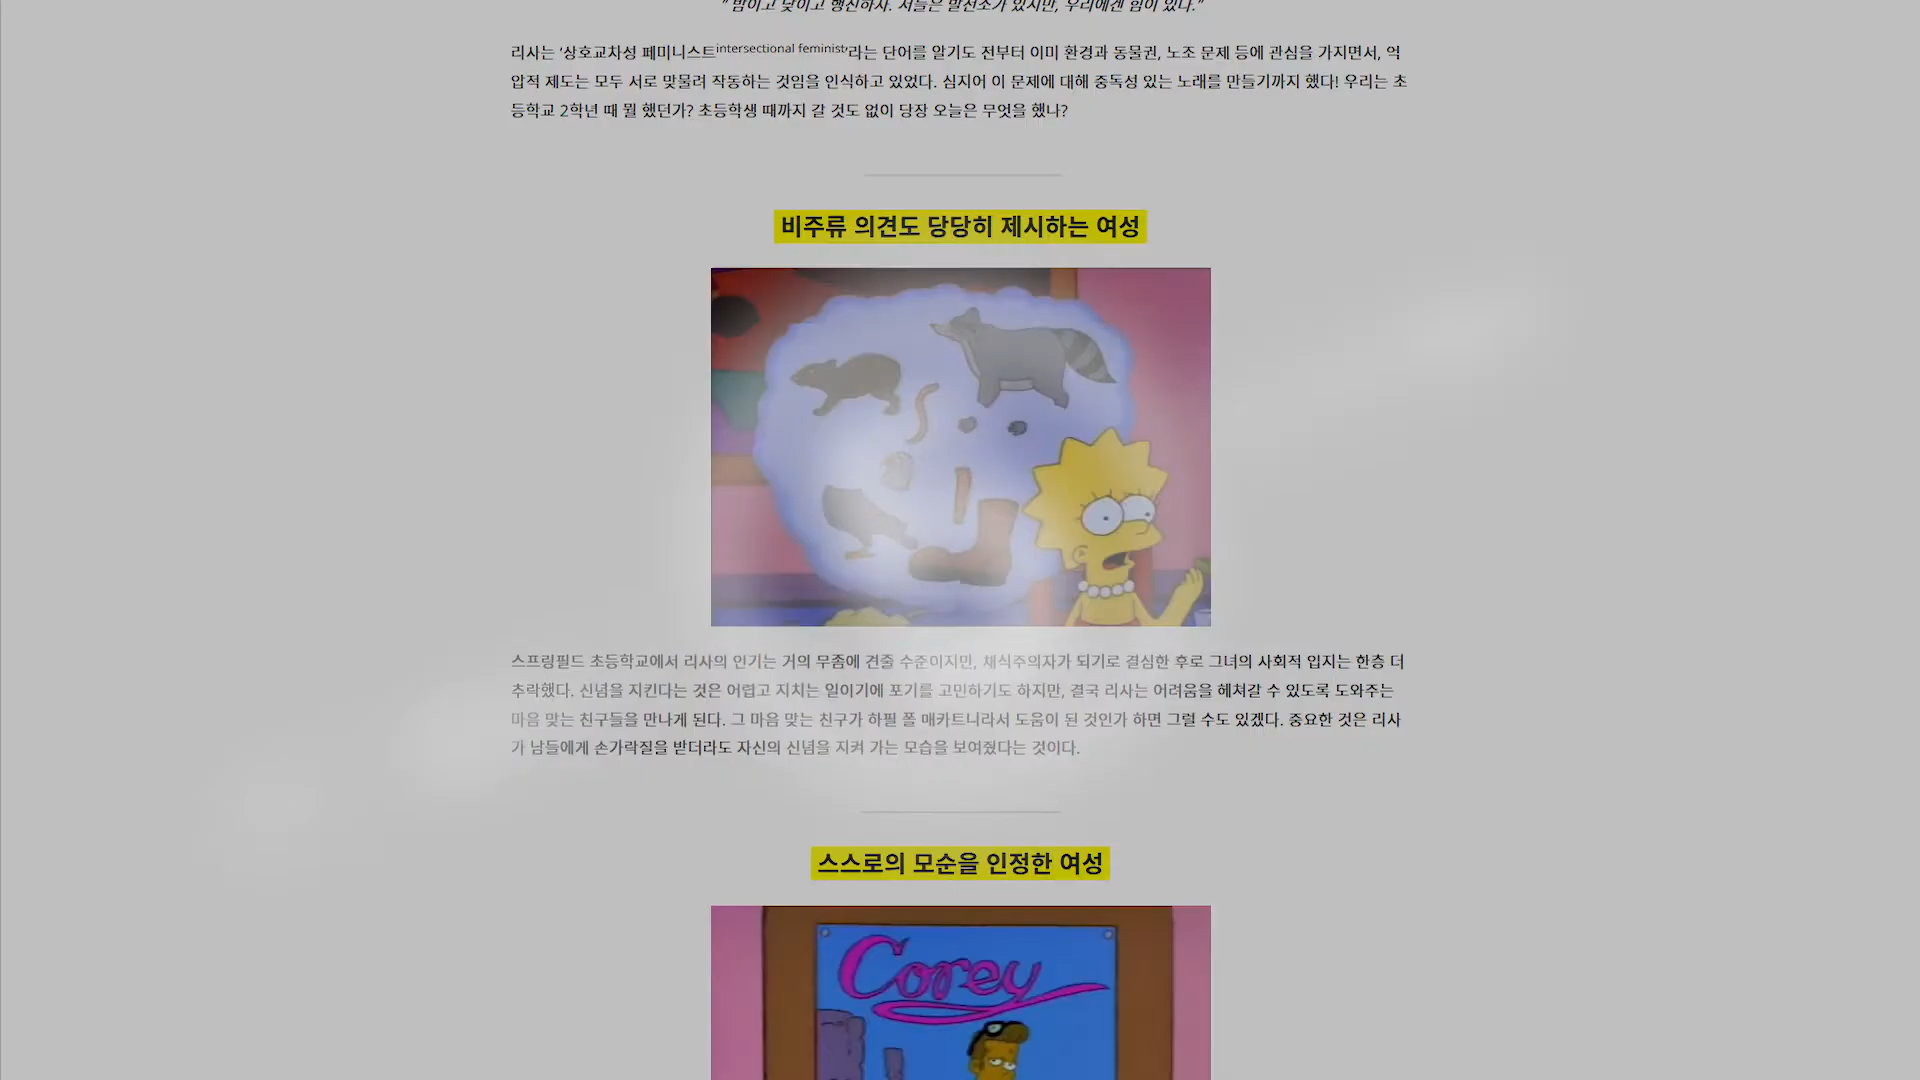 "밤이고 낮이고 행진하자. 저들은 발전소가 있지만, 우리에겐 힘이 있다."
리사는 ‘상호교차성 페미니스트intersectional feminist’라는 단어를 알기도 전부터 이미 환경과 동물권, 노조 문제 등에 관심을 가지면서, 억
압적 제도는 모두 서로 맞물려 작동하는 것임을 인식하고 있었다. 심지어 이 문제에 대해 중독성 있는 노래를 만들기까지 했다! 우리는 초
등학교 2학년 때 뭘 했던가? 초등학생 때까지 갈 것도 없이 당장 오늘은 무엇을 했나?
비주류 의견도 당당히 제시하는 여성
스프링필드 초등학교에서 리사의 인기는 거의 무좀에 견줄 수준이지만, 채식주의자가 되기로 결심한 후로 그녀의 사회적 입지는 한층 더
추락했다. 신념을 지킨다는 것은 어렵고 지치는 일이기에 포기를 고민하기도 하지만, 결국 리사는 어려움을 헤쳐갈 수 있도록 도와주는
마음 맞는 친구들을 만나게 된다. 그 마음 맞는 친구가 하필 폴 매카트니라서 도움이 된 것인가 하면 그럴 수도 있겠다. 중요한 것은 리사
가 남들에게 손가락질을 받더라도 자신의 신념을 지켜 가는 모습을 보여줬다는 것이다.
스스로의 모순을 인정한 여성
Corey